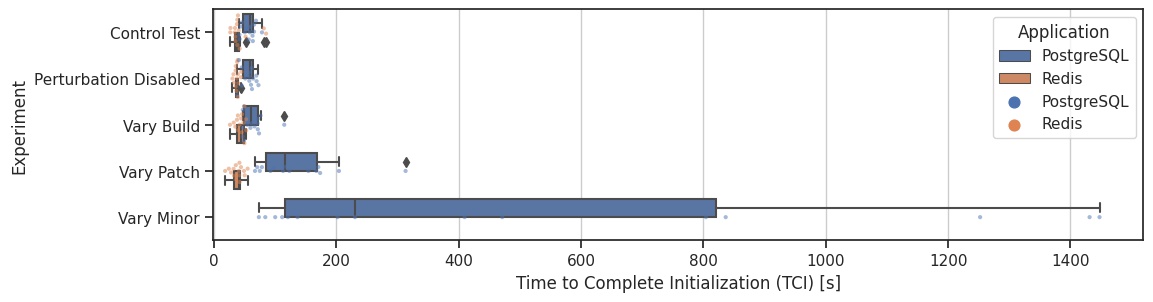 Experiment
Control Test
Perturbation Disabled
Vary Build
Vary Patch
Vary Minor
Application
PostgreSQL
Redis
PostgreSQL
Redis
0 200 400 600 800 1000 1200 1400
Time to Complete Initialization (TCI) [s]